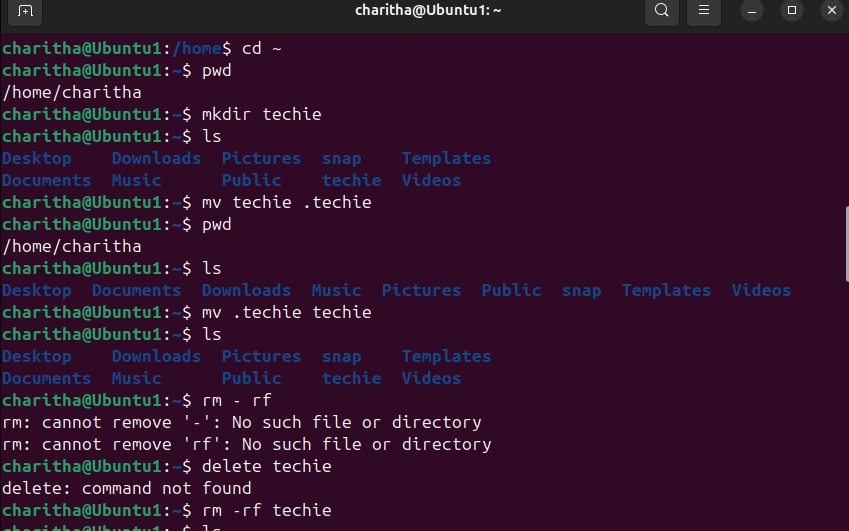 charitha@Ubuntu1: ~
charitha@Ubuntu1:/home$ cd ~
charitha@Ubuntu1:~$ pwd
/home/charitha
charitha@Ubuntu1:~$ mkdir techie
charitha@Ubuntu1:~$ ls
Desktop    Downloads  Pictures  snap    Templates
Documents  Music      Public    techie  Videos
charitha@Ubuntu1:~$ mv techie .techie
charitha@Ubuntu1:~$ pwd
/home/charitha
charitha@Ubuntu1:~$ ls
Desktop  Documents  Downloads  Music  Pictures  Public  snap  Templates  Videos
charitha@Ubuntu1:~$ mv .techie techie
charitha@Ubuntu1:~$ ls
Desktop    Downloads  Pictures  snap    Templates
Documents  Music      Public    techie  Videos
charitha@Ubuntu1:~$ rm - rf
rm: cannot remove '-': No such file or directory
rm: cannot remove 'rf': No such file or directory
charitha@Ubuntu1:~$ delete techie
delete: command not found
charitha@Ubuntu1:~$ rm -rf techie
charitha@Ubuntu1:~$ ls